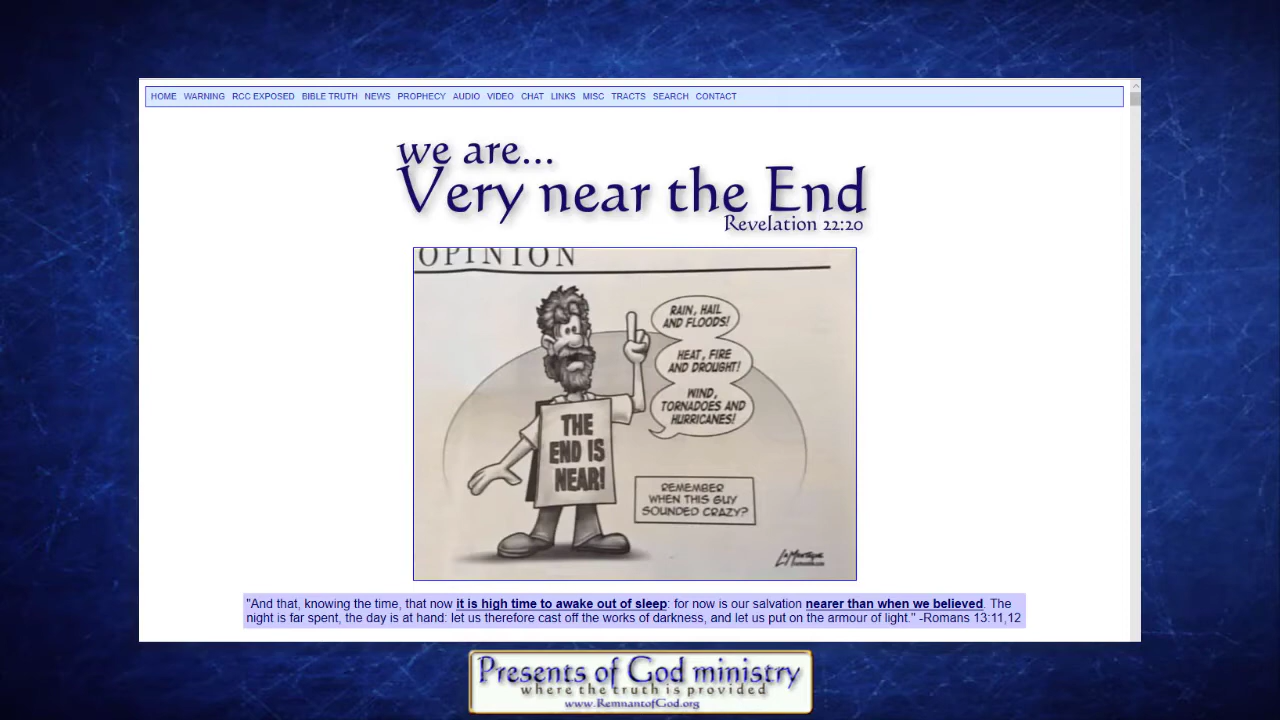 HOME WARNING RCC EXPOSED BIBLE TRUTH NEWS PROPHECY AUDIO VIDEO CHAT LINKS MISC TRACTS SEARCH CONTACT
we are...
Very near the End
Revelation 22:20
OPINION
RAIN, HAIL
AND FLOODS!
HEAT, FIRE
AND DROUGHT!
WIND,
TORNADOES AND
HURRICANES!
THE
END IS
NEAR!
REMEMBER
WHEN THIS GUY
SOUNDED CRAZY?
"And that, knowing the time, that now it is high time to awake out of sleep: for now is our salvation nearer than when we believed. The
night is far spent, the day is at hand: let us therefore cast off the works of darkness, and let us put on the armour of light." -Romans 13:11,12
Presents of God ministry
where the truth is provided
www.RemnantofGod.org